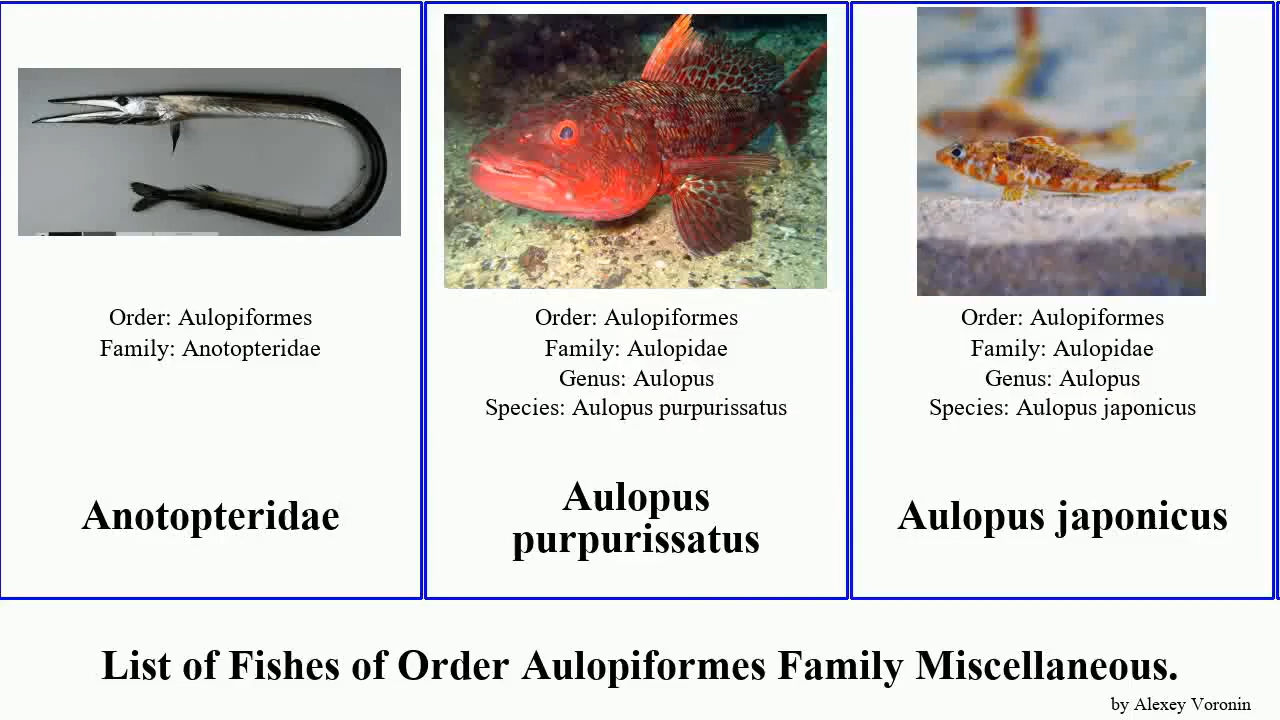 Order: Aulopiformes
Family: Anotopteridae
Anotopteridae
Order: Aulopiformes
Family: Aulopidae
Genus: Aulopus
Species: Aulopus purpurissatus
Aulopus
purpurissatus
Order: Aulopiformes
Family: Aulopidae
Genus: Aulopus
Species: Aulopus japonicus
Aulopus japonicus
List of Fishes of Order Aulopiformes Family Miscellaneous.
by Alexey Voronin